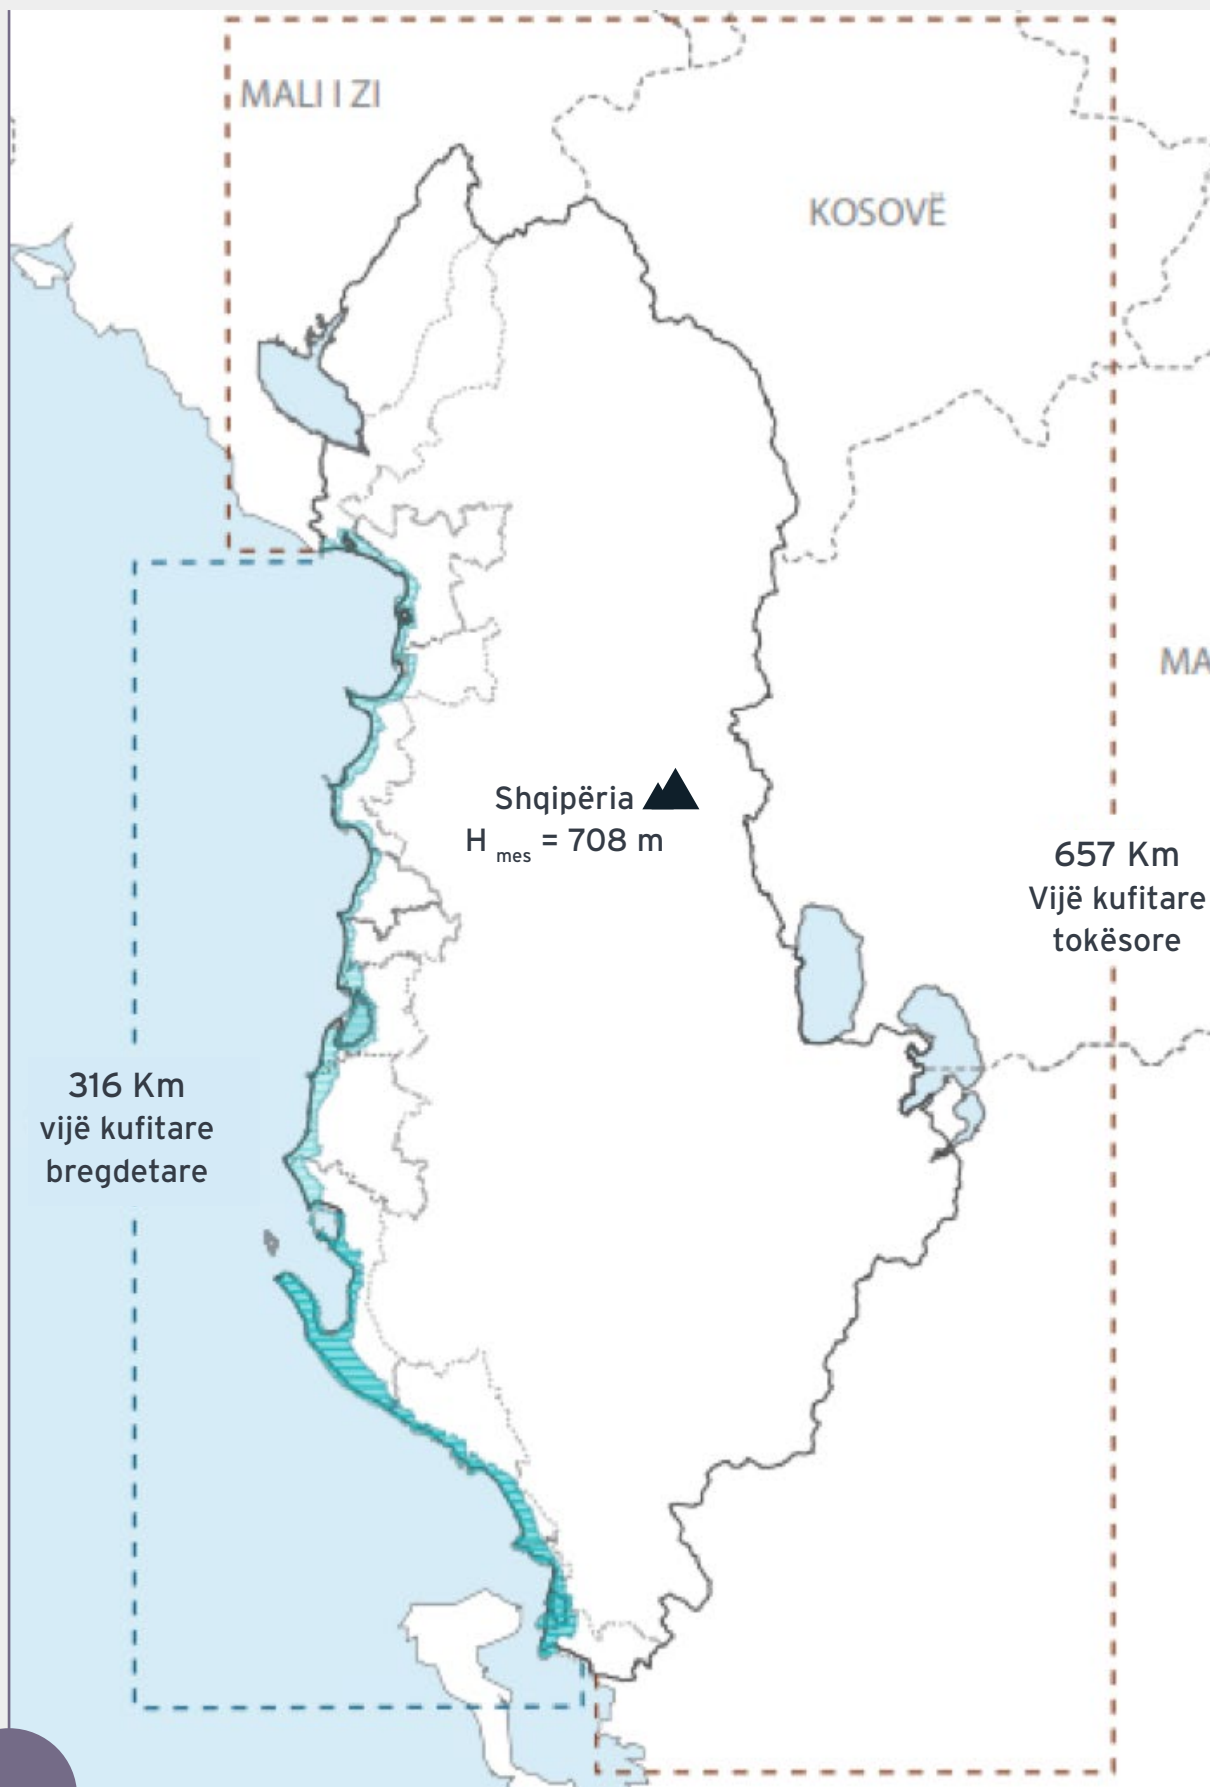 MALI I ZI
KOSOVË
MA
Shqipëria
H mes = 708 m
657 Km
Vijë kufitare
tokësore
316 Km
vijë kufitare
bregdetare